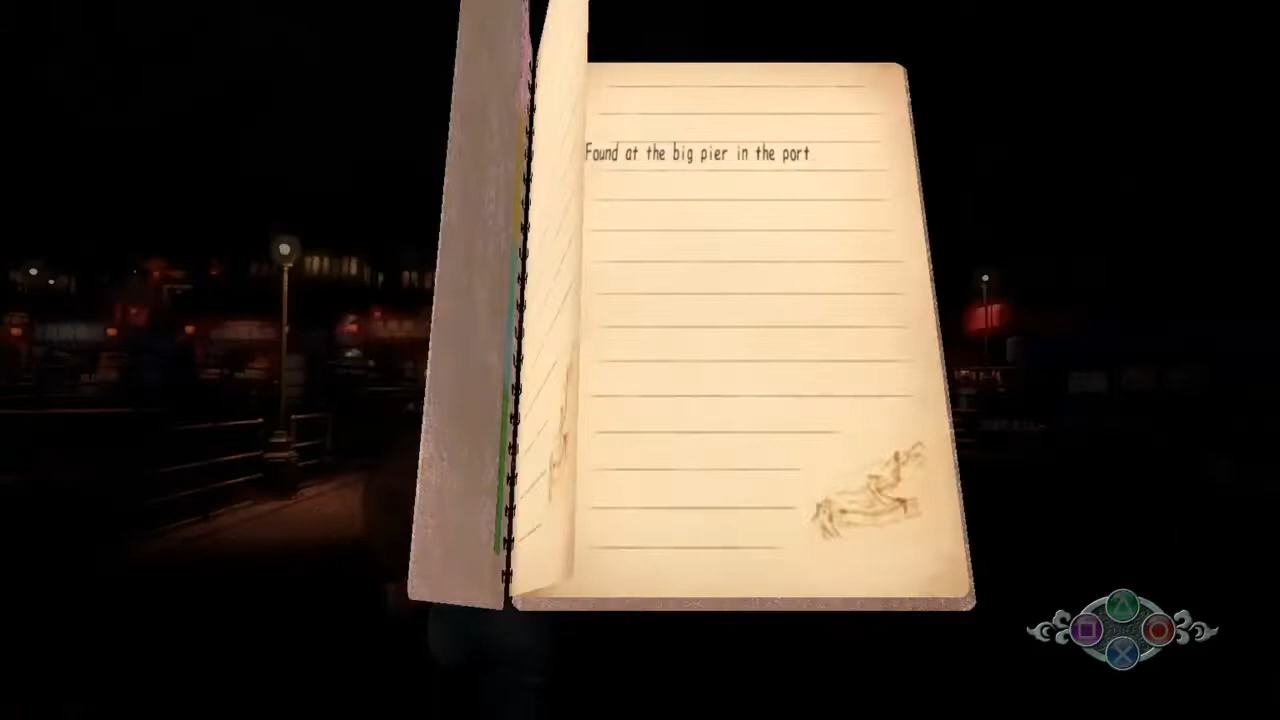 Found at the big pier in the port